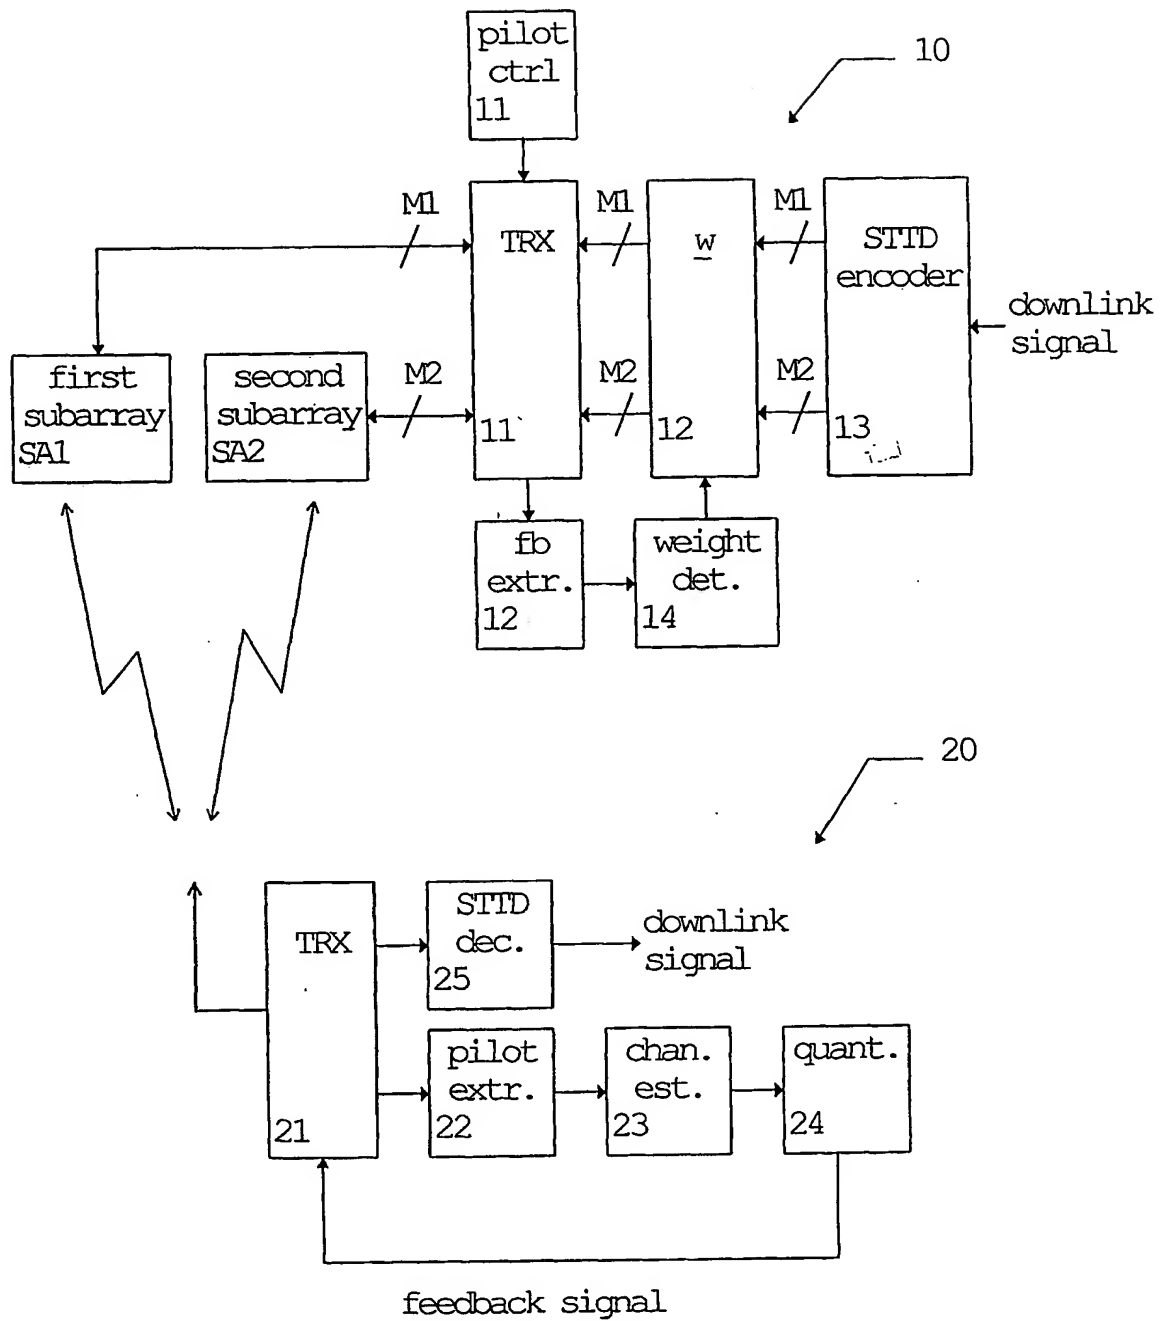 pilot
ctrl
11
10
M1
M1
M1
TRX
w
STTD
encoder
downlink
signal
first
subarray
SA1
second
subarray
SA2
M2
M2
M2
11
12
13
fb
extr.
12
weight
det.
14
20
TRX
21
STTD
dec.
25
downlink
signal
pilot
extr.
22
chan.
est.
23
quant.
24
feedback signal